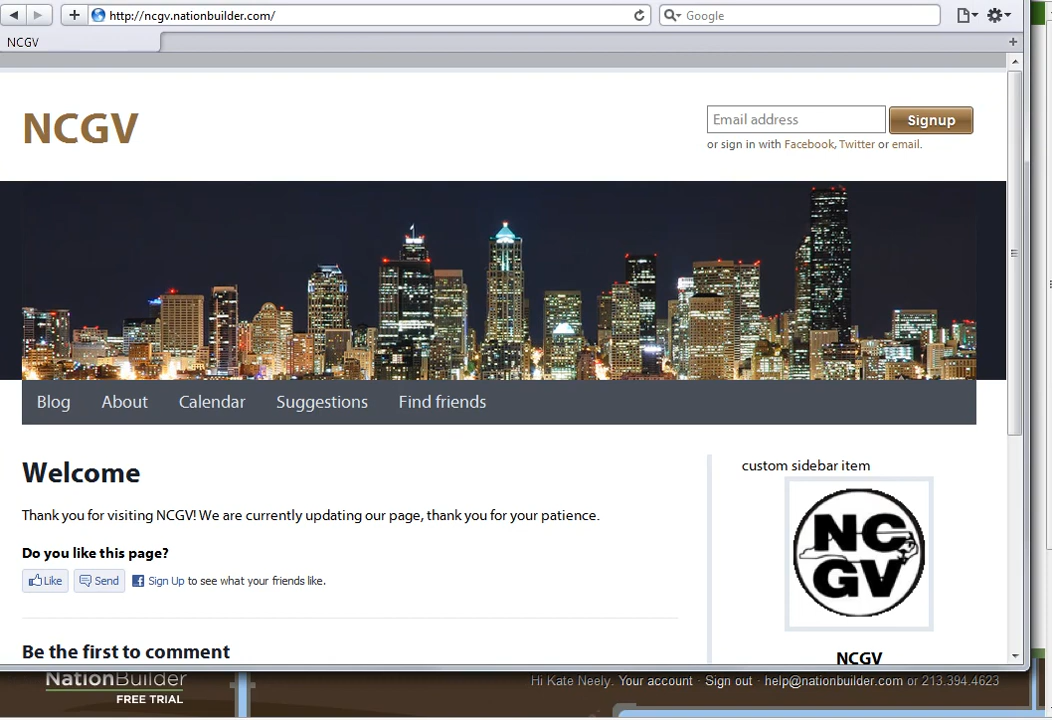 http://ncgv.nationbuilder.com/
Google
NCGV
NCGV
Email address
Signup
or sign in with Facebook, Twitter or email.
Blog About Calendar Suggestions Find friends
Welcome
custom sidebar item
Thank you for visiting NCGV! We are currently updating our page, thank you for your patience.
NC
GV
Do you like this page?
Like Send Sign Up to see what your friends like.
Be the first to comment
NCGV
NationBuilder
FREE TRIAL
Hi Kate Neely. Your account · Sign out · help@nationbuilder.com or 213.394.4623